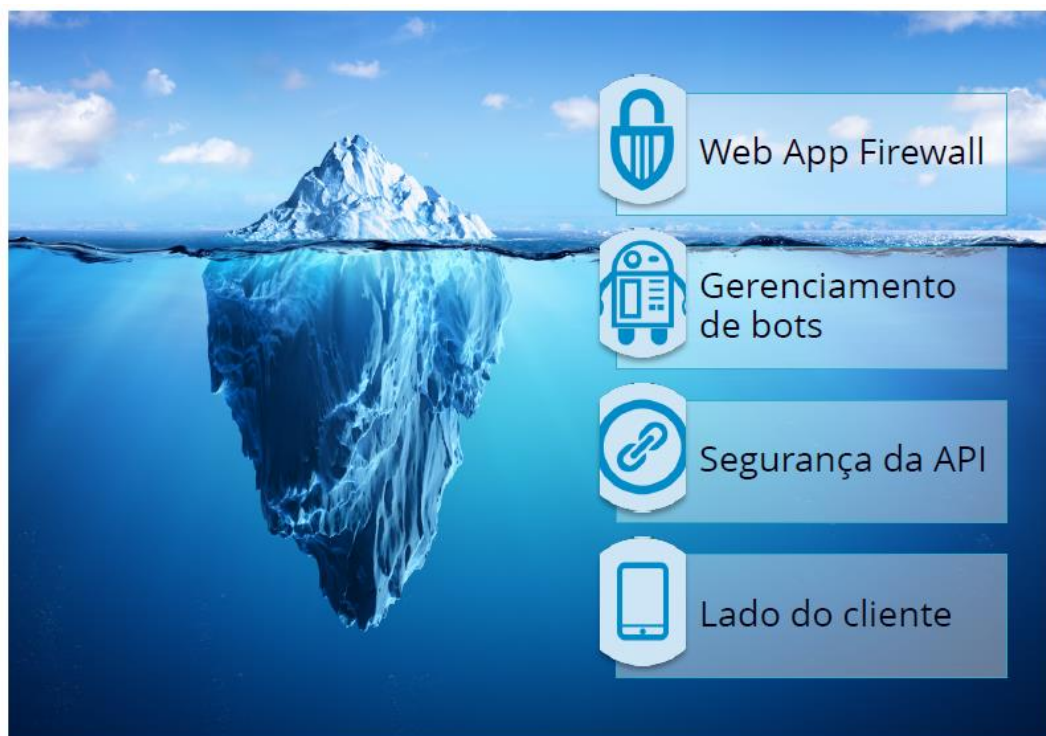 Web App Firewall
Gerenciamento
de bots
Segurança da API
Lado do cliente